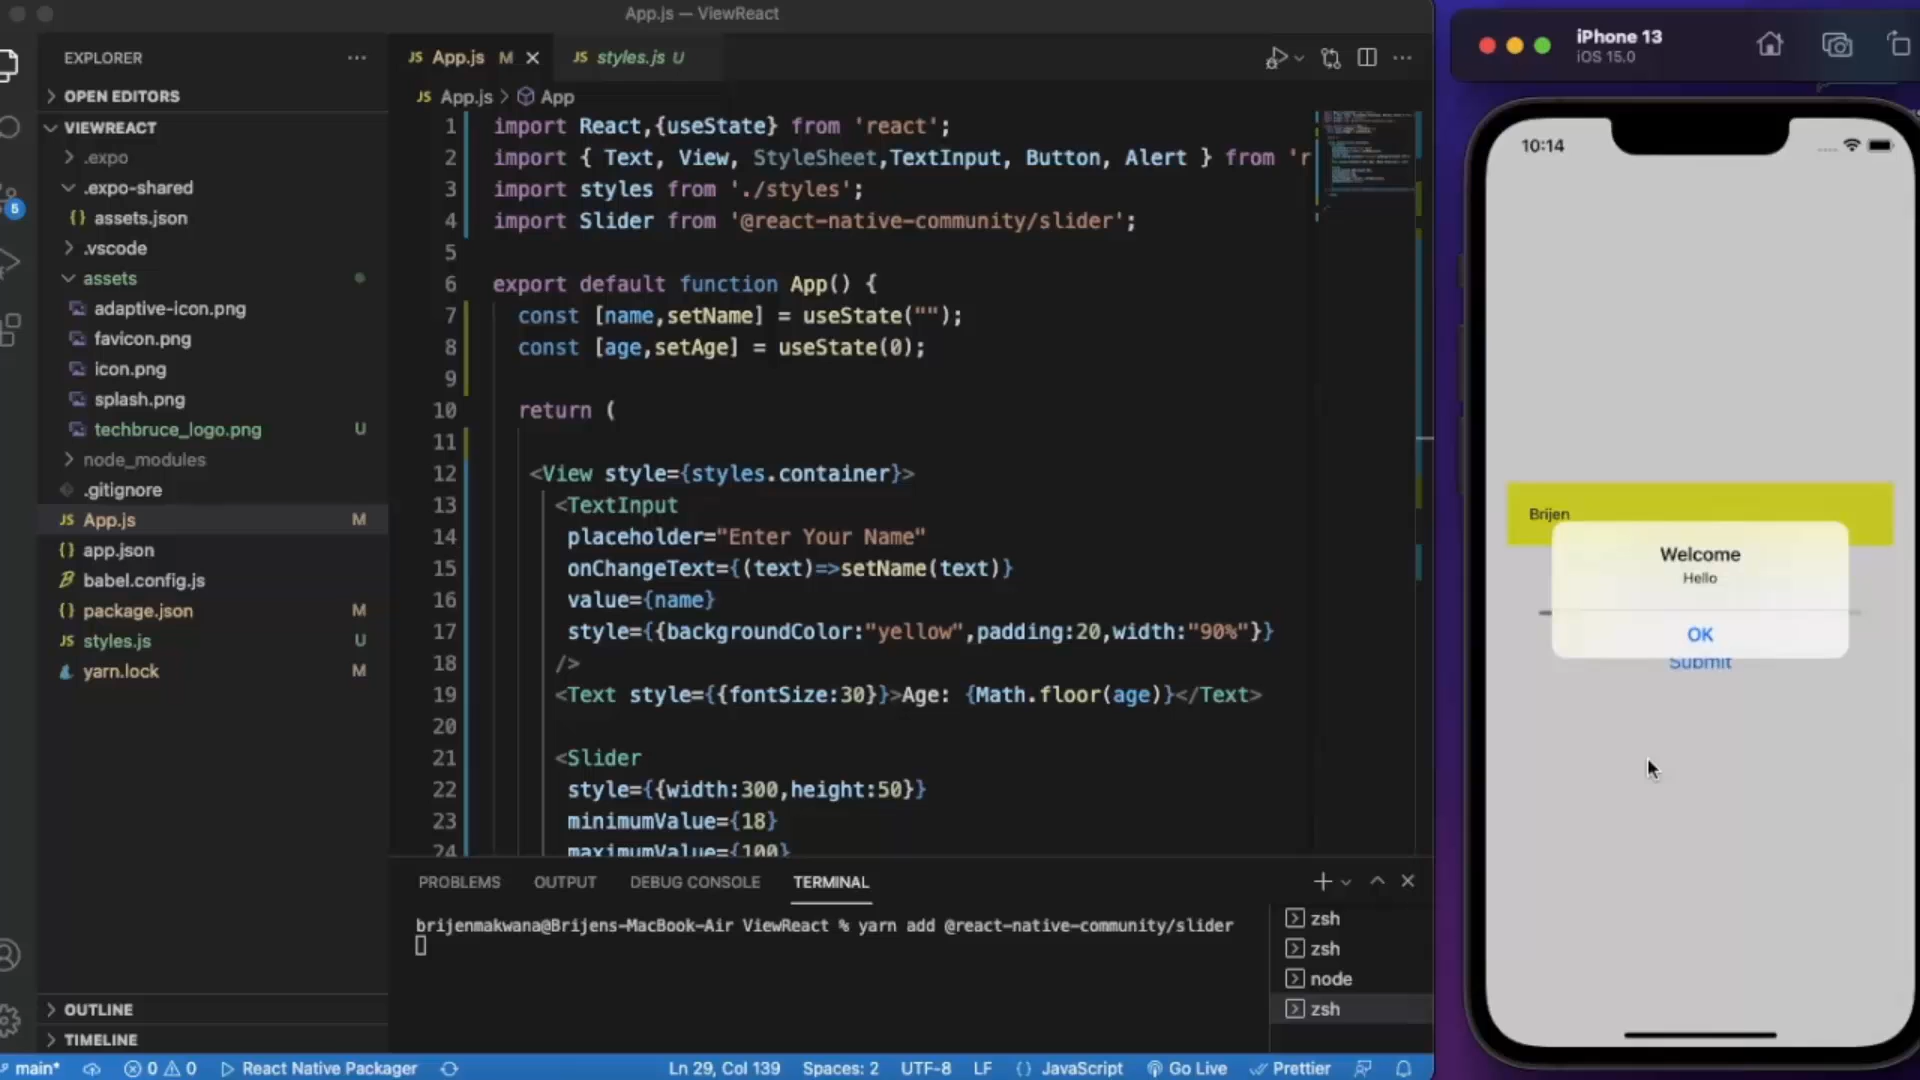 App.js — ViewReact
EXPLORER
OPEN EDITORS
VIEWREACT
.expo
.expo-shared
{} assets.json
.vscode
assets
adaptive-icon.png
favicon.png
icon.png
splash.png
techbruce_logo.png U
node_modules
.gitignore
JS App.js M
{} app.json
babel.config.js
{} package.json M
JS styles.js U
yarn.lock M
OUTLINE
TIMELINE
5
JS App.js M
JS styles.js U
JS App.js > App
1 import React,{useState} from 'react';
2 import { Text, View, StyleSheet,TextInput, Button, Alert } from 'r
3 import styles from './styles';
4 import Slider from '@react-native-community/slider';
5
6 export default function App() {
7 const [name,setName] = useState("");
8 const [age,setAge] = useState(0);
9
10 return (
11
12 <View style={styles.container}>
13 <TextInput
14 placeholder="Enter Your Name"
15 onChangeText={(text)=>setName(text)}
16 value={name}
17 style={{backgroundColor:"yellow",padding:20,width:"90%"}}
18 />
19 <Text style={{fontSize:30}}>Age: {Math.floor(age)}</Text>
20
21 <Slider
22 style={{width:300,height:50}}
23 minimumValue={18}
24 maximumValue={100}
PROBLEMS OUTPUT DEBUG CONSOLE TERMINAL
brijenmakwana@Brijens-MacBook-Air ViewReact % yarn add @react-native-community/slider
zsh
zsh
node
zsh
main* 0 0 React Native Packager Ln 29, Col 139 Spaces: 2 UTF-8 LF {} JavaScript Go Live Prettier
iPhone 13
iOS 15.0
10:14
Brijen
Welcome
Hello
OK
Submit